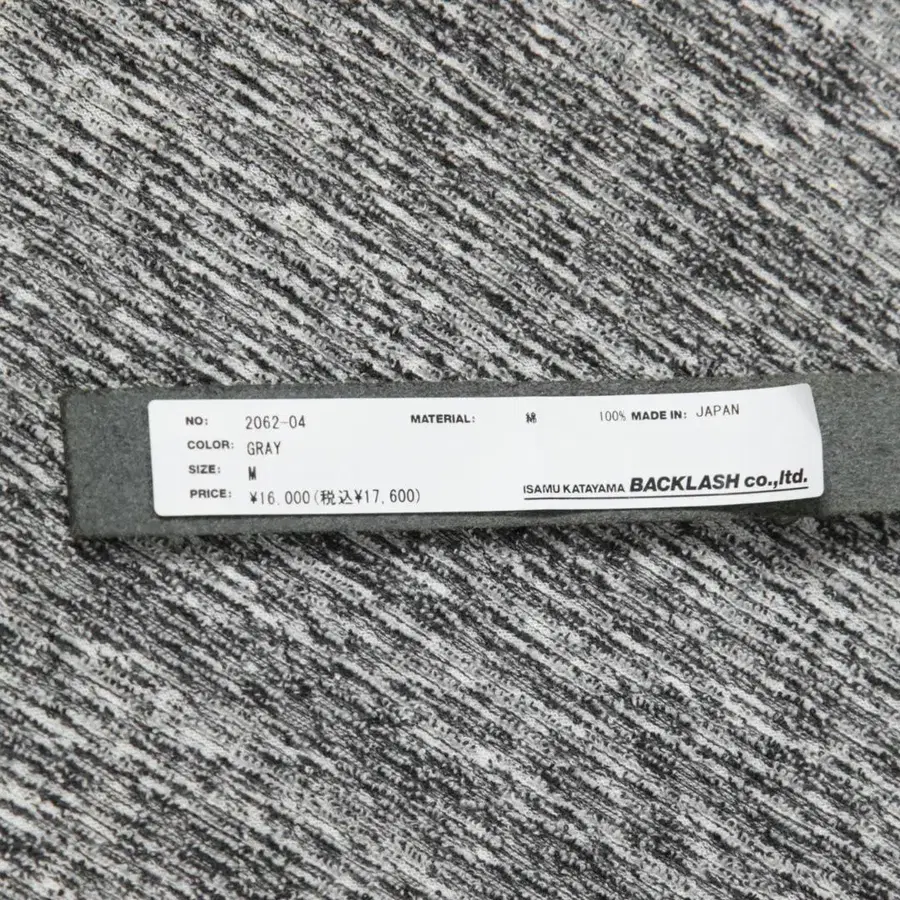 NO: 2062-04 MATERIAL: 綿 100% MADE IN: JAPAN
COLOR: GRAY
SIZE: M
PRICE: ¥16,000(税込¥17,600)
ISAMU KATAYAMA BACKLASH co.,ltd.